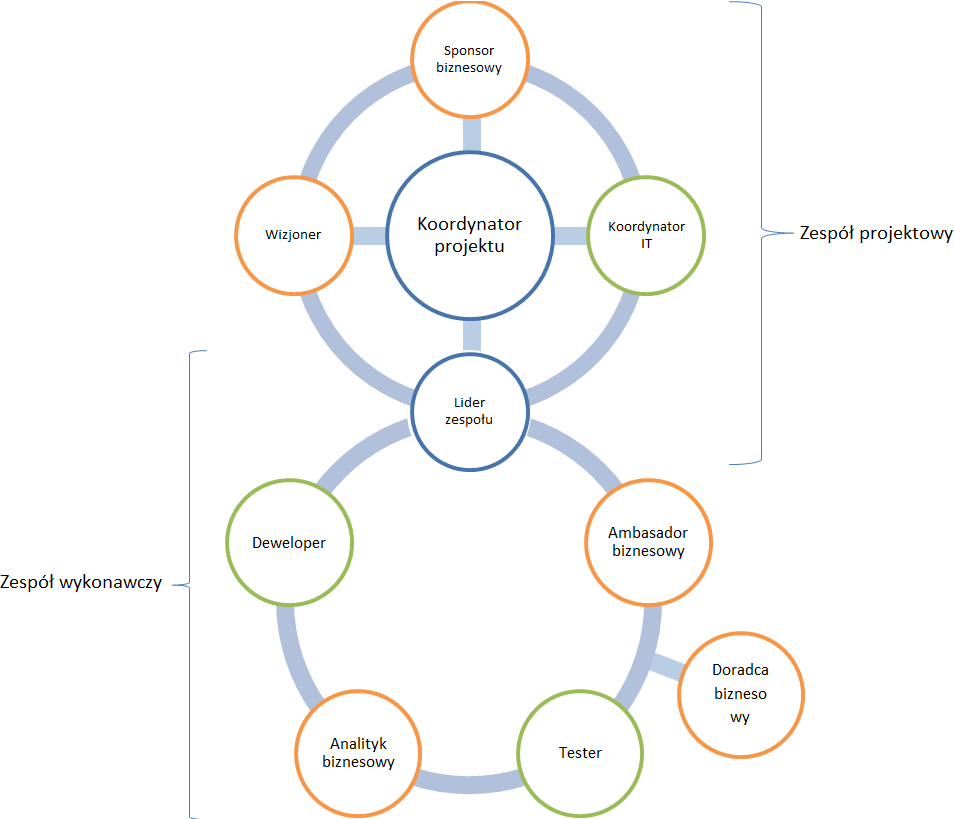 Sponsor
biznesowy
Koordynator
projektu
Wizjoner
Koordynator
IT
Zespół projektowy
Lider
zespołu
Deweloper
Ambasador
biznesowy
Zespół wykonawczy
Doradca
bizneso
wy
Analityk
biznesowy
Tester